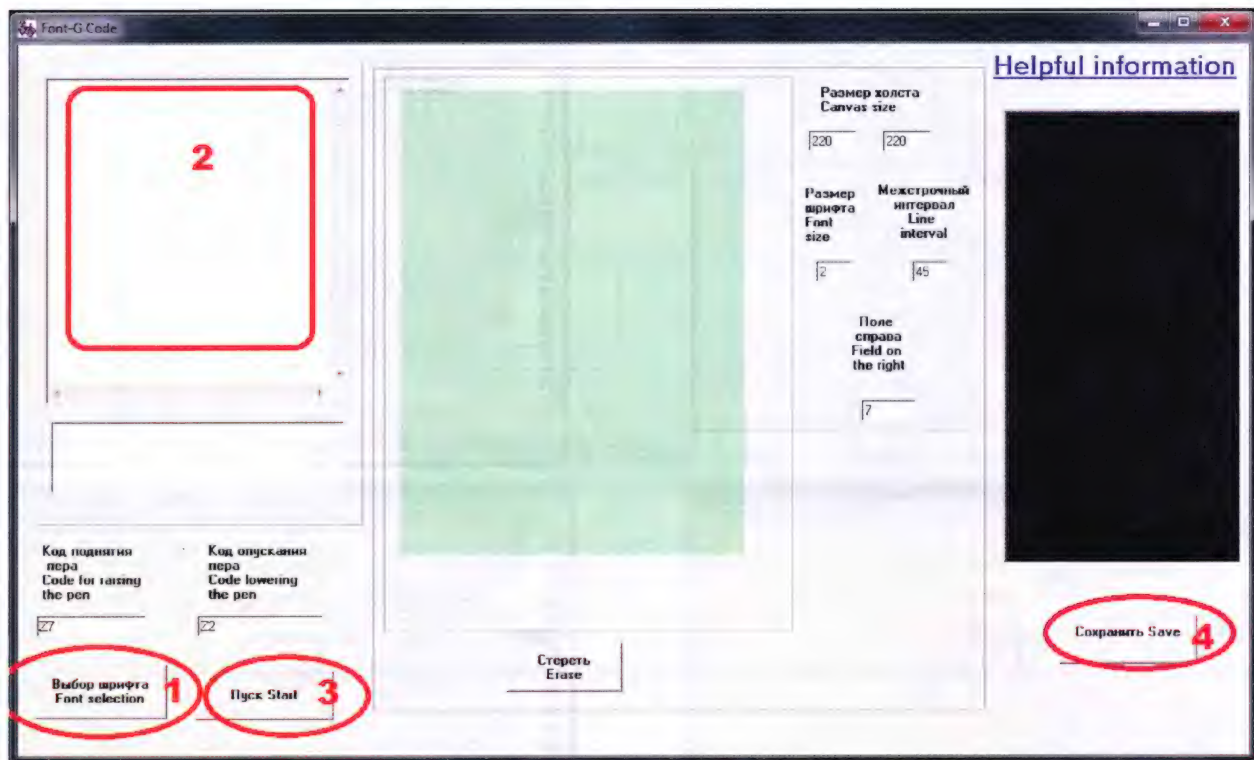 Font-G Code
Helpful information
2
Размер холста
Canvas size
220 220
Размер
шрифта
Font
size
Межстрочный
интервал
Line
interval
2 45
Поле
справа
Field on
the right
7
Код поднятия
пера
Code for raising
the pen
Код опускания
пера
Code lowering
the pen
Z7 Z2
Выбор шрифта
Font selection
1
Пуск Start
3
Стереть
Erase
Сохранить Save
4